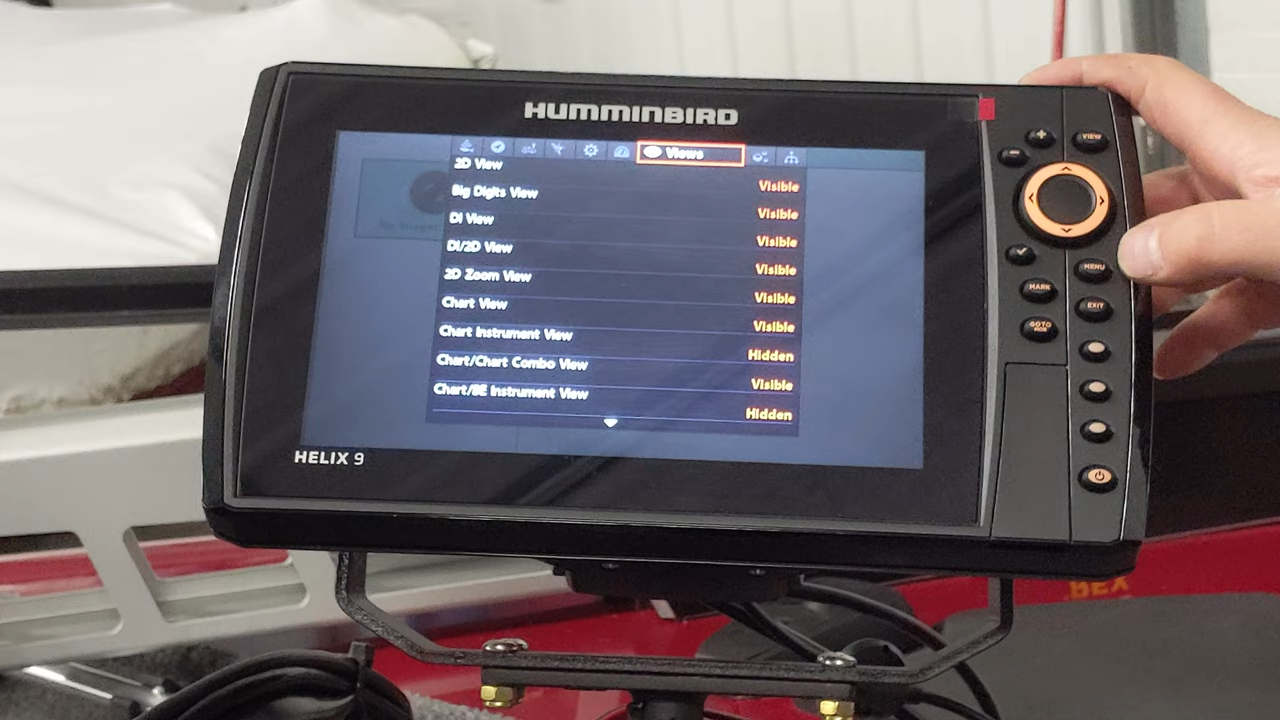 HUMMINBIRD
Views
2D View Visible
Big Digits View Visible
DI View Visible
DI/2D View Visible
2D Zoom View Visible
Chart View Visible
Chart Instrument View Hidden
Chart/Chart Combo View Visible
Chart/BE Instrument View Hidden
HELIX 9
VIEW
MENU
MARK
EXIT
GOTO
BEX